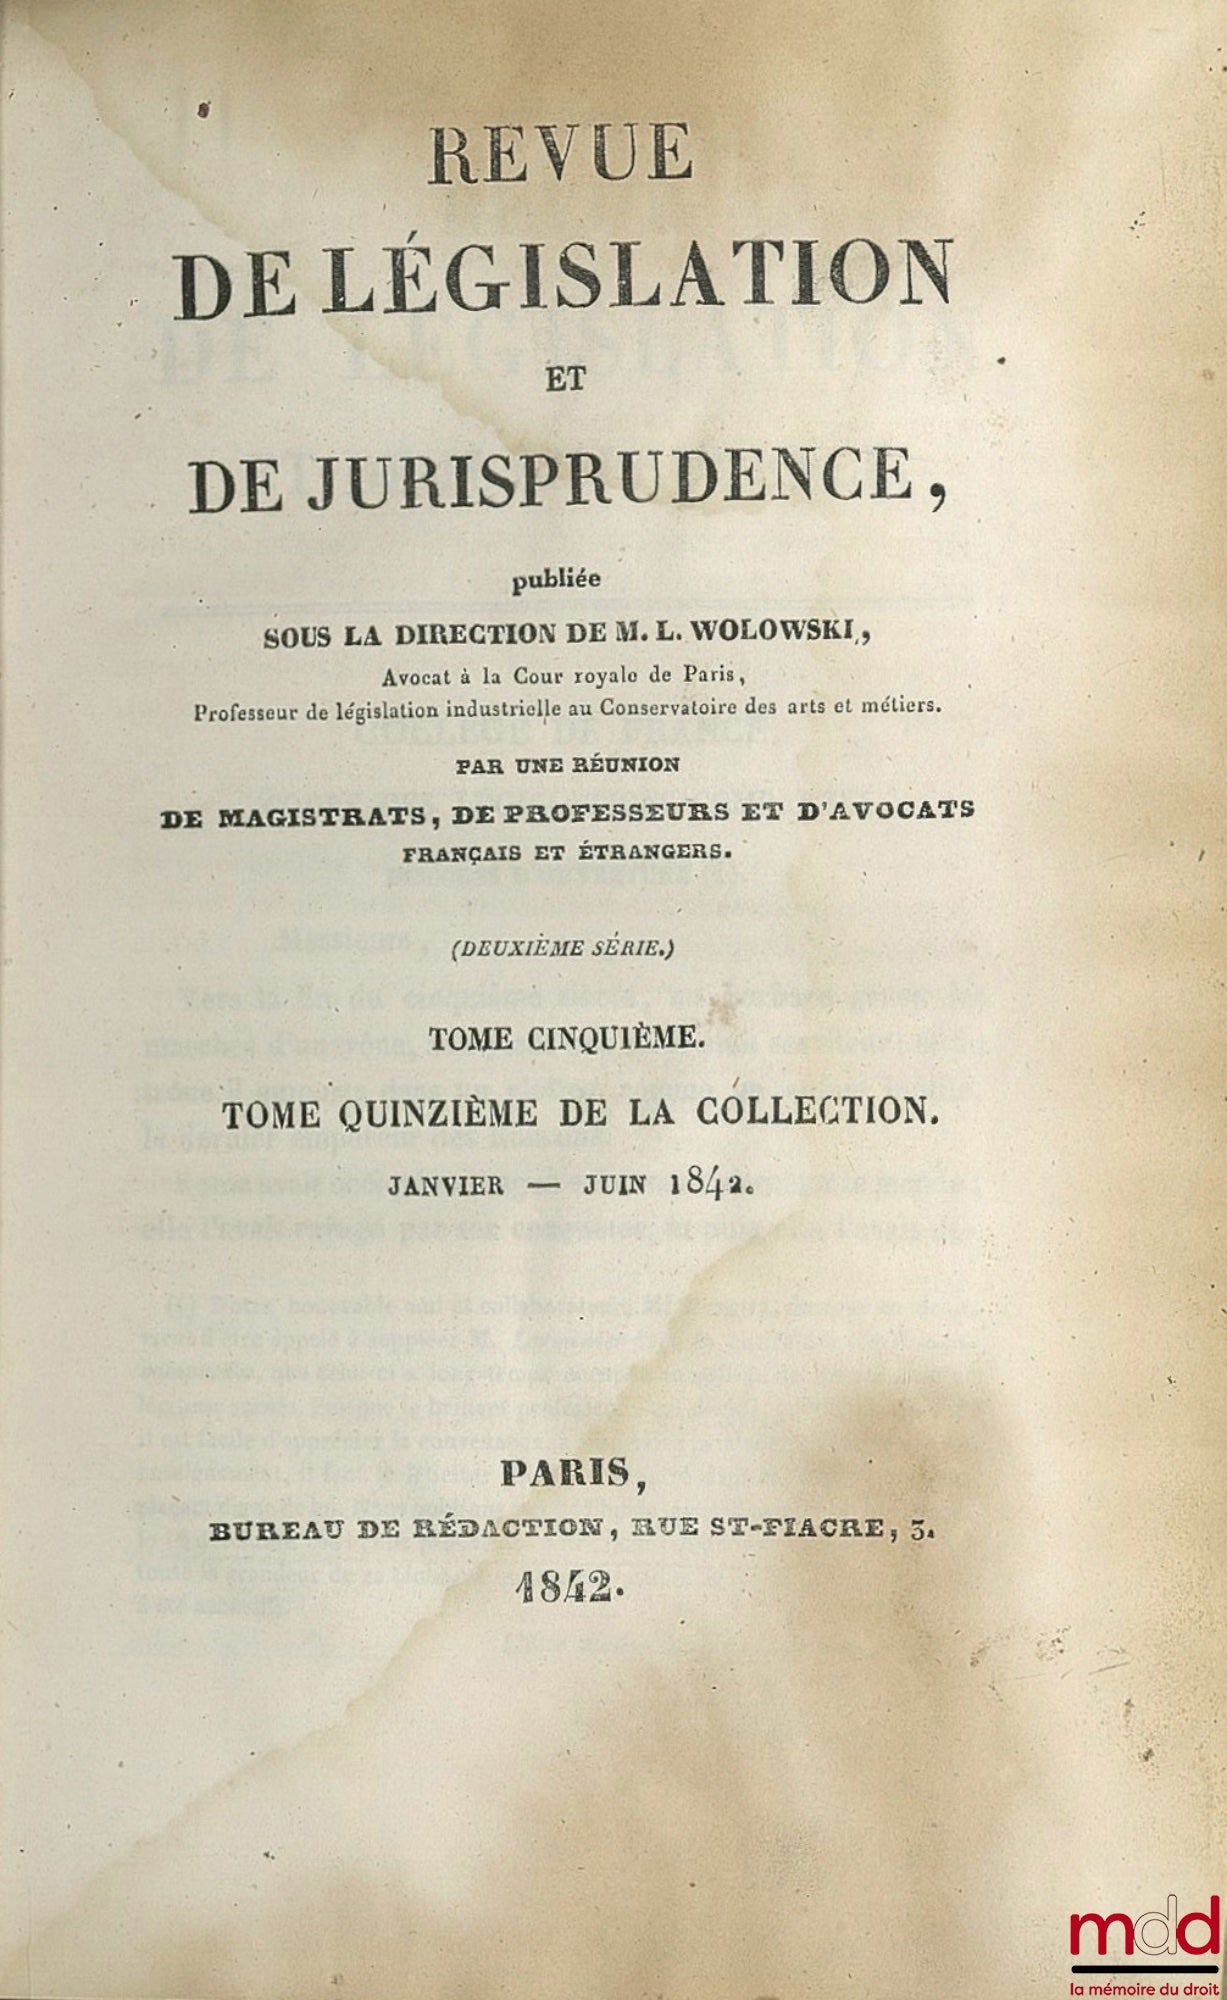 REVUE
DE LÉGISLATION
ET
DE JURISPRUDENCE,
publiée
SOUS LA DIRECTION DE M. L. WOLOWSKI,
Avocat à la Cour royale de Paris,
Professeur de législation industrielle au Conservatoire des arts et métiers.
PAR UNE RÉUNION
DE MAGISTRATS, DE PROFESSEURS ET D'AVOCATS
FRANÇAIS ET ÉTRANGERS.
(DEUXIÈME SÉRIE.)
TOME CINQUIÈME.
TOME QUINZIÈME DE LA COLLECTION.
JANVIER — JUIN 1842.
PARIS,
BUREAU DE RÉDACTION, RUE ST-FIACRE, 3.
1842.
mdd
la mémoire du droit